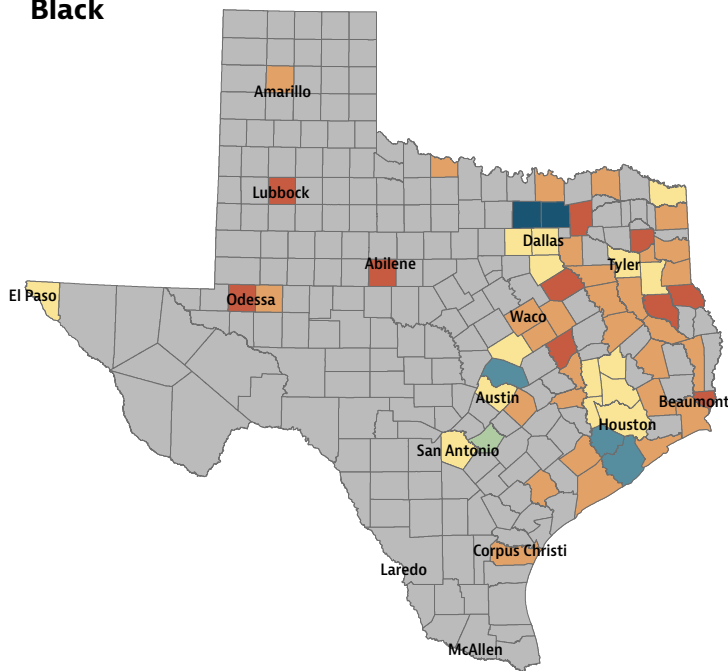 Black
Amarillo
Lubbock
Dallas
Abilene
Tyler
El Paso
Odessa
Waco
Austin
Beaumont
Houston
San Antonio
Corpus Christi
Laredo
McAllen